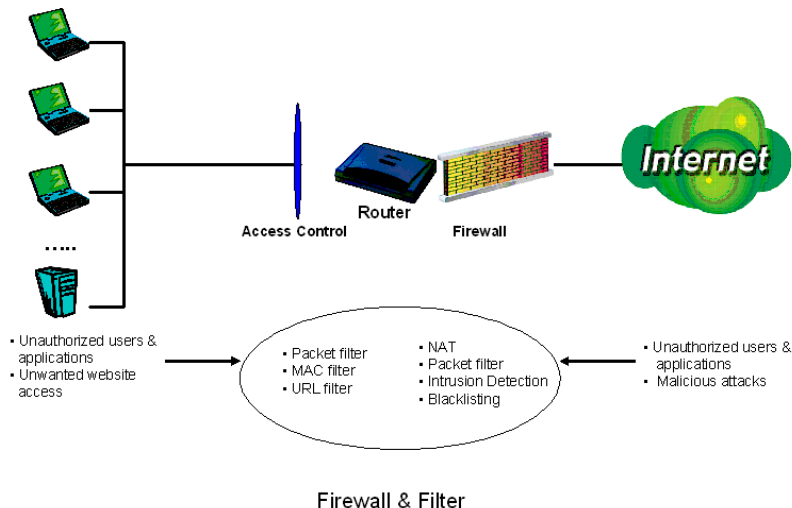 Internet
Router
Access Control
Firewall
.....
▪ Unauthorized users &
applications
▪ Unwanted website
access
▪ Packet filter
▪ MAC filter
▪ URL filter
▪ NAT
▪ Packet filter
▪ Intrusion Detection
▪ Blacklisting
▪ Unauthorized users &
applications
▪ Malicious attacks
Firewall & Filter